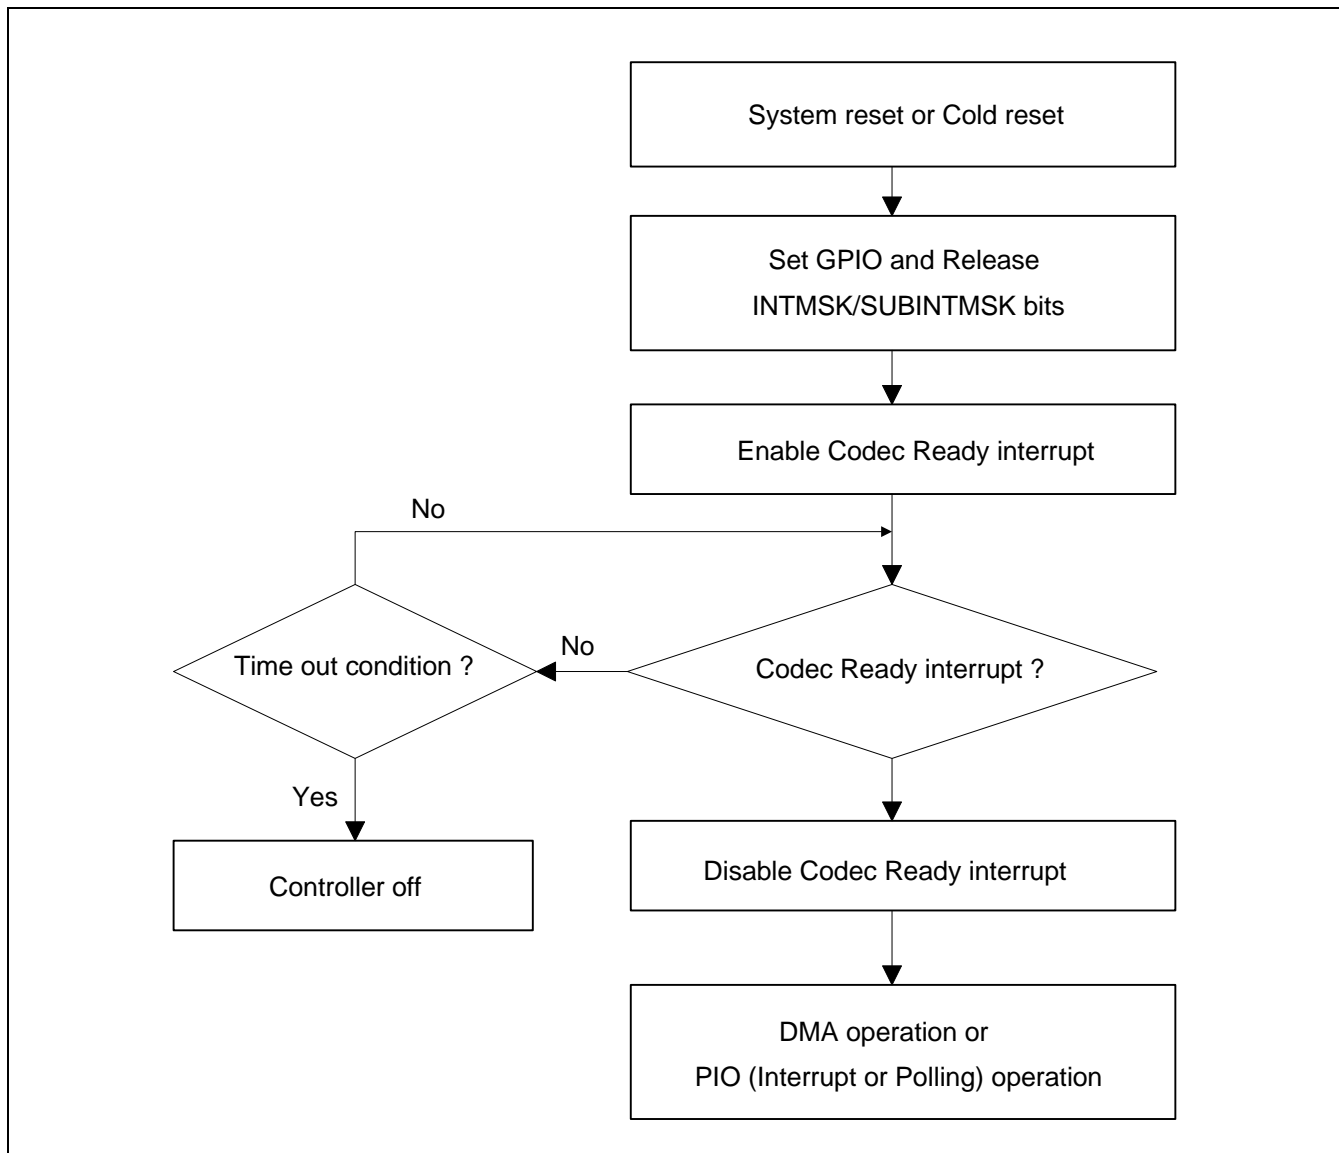 System reset or Cold reset
Set GPIO and Release
INTMSK/SUBINTMSK bits
Enable Codec Ready interrupt
No
Time out condition ?
No
Codec Ready interrupt ?
Yes
Controller off
Disable Codec Ready interrupt
DMA operation or
PIO (Interrupt or Polling) operation